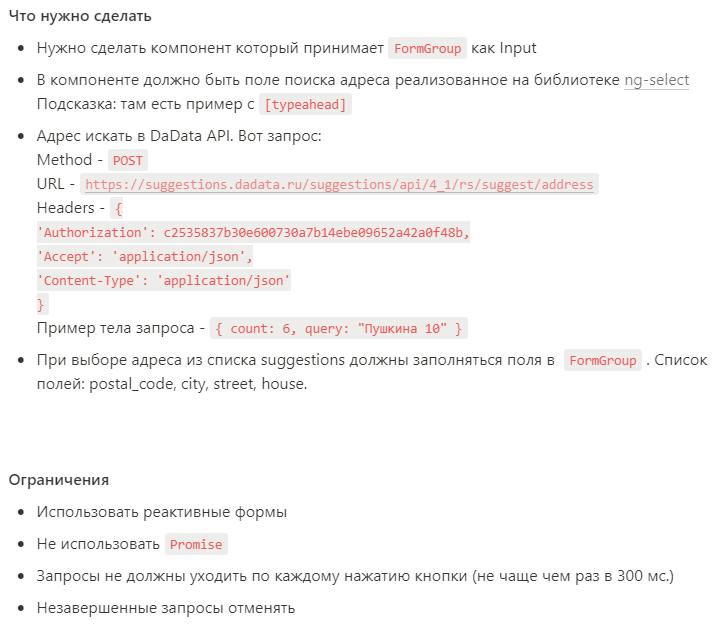 Что нужно сделать
Нужно сделать компонент который принимает FormGroup как Input
В компоненте должно быть поле поиска адреса реализованное на библиотеке ng-select
Подсказка: там есть пример с [typeahead]
Адрес искать в DaData API. Вот запрос:
Method - POST
URL - https://suggestions.dadata.ru/suggestions/api/4_1/rs/suggest/address
Headers - {
'Authorization': c2535837b30e600730a7b14ebe09652a42a0f48b,
'Accept': 'application/json',
'Content-Type': 'application/json'
}
Пример тела запроса - { count: 6, query: "Пушкина 10" }
При выборе адреса из списка suggestions должны заполняться поля в FormGroup . Список
полей: postal_code, city, street, house.
Ограничения
Использовать реактивные формы
Не использовать Promise
Запросы не должны уходить по каждому нажатию кнопки (не чаще чем раз в 300 мс.)
Незавершенные запросы отменять